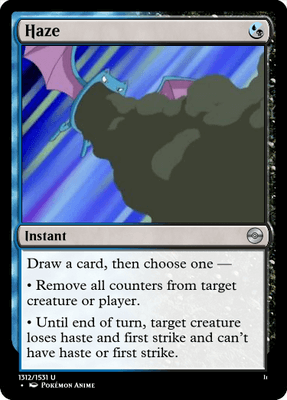 Haze
Instant
Draw a card, then choose one —
• Remove all counters from target
creature or player.
• Until end of turn, target creature
loses haste and first strike and can't
have haste or first strike.
1312/1531 U
• Pokémon Anime